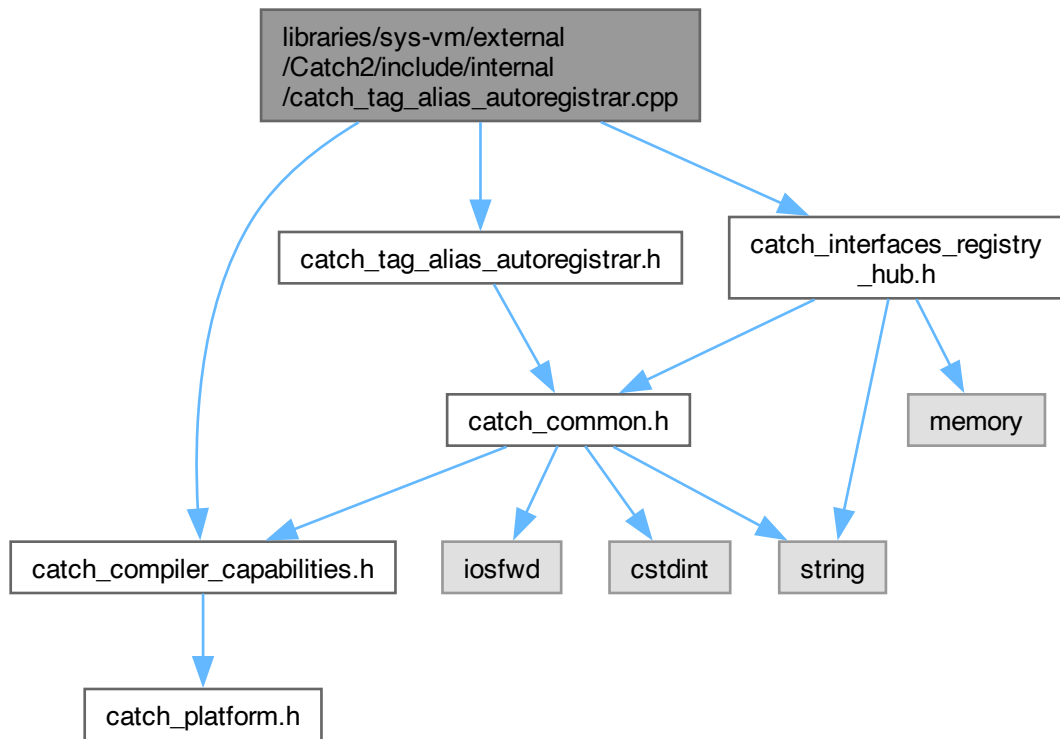 libraries/sys-vm/external
/Catch2/include/internal
/catch_tag_alias_autoregistrar.cpp
catch_tag_alias_autoregistrar.h
catch_interfaces_registry
_hub.h
catch_common.h
memory
catch_compiler_capabilities.h
iosfwd
cstdint
string
catch_platform.h